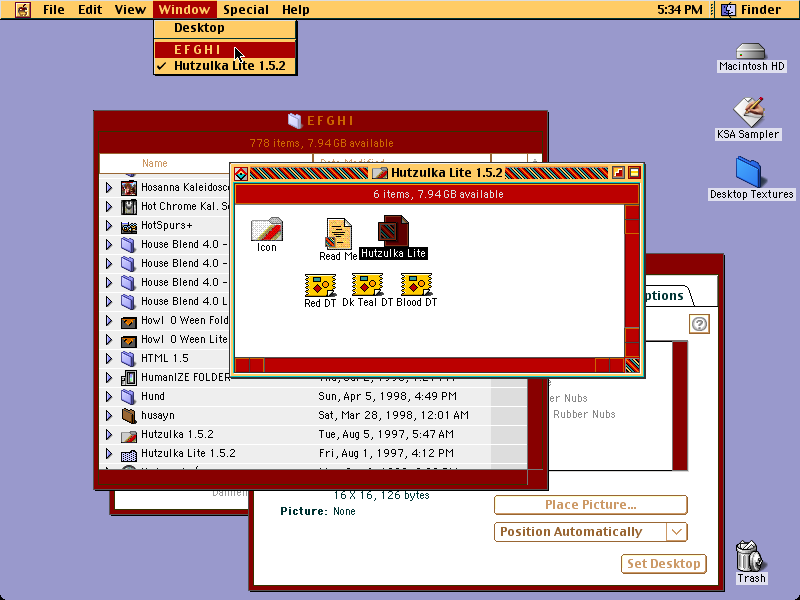 File Edit View Window Special Help 5:34 PM Finder
Desktop
E F G H I
✓ Hutzulka Lite 1.5.2
Macintosh HD
KSA Sampler
Desktop Textures
E F G H I
778 items, 7.94 GB available
Name Date Modified
Hosanna Kaleidosc
Hot Chrome Kal. S
HotSpurs+
House Blend 4.0 -
House Blend 4.0 -
House Blend 4.0 -
House Blend 4.0 L
Howl O Ween Fold
Howl O Ween Lite
HTML 1.5
HumanIZE FOLDER
Hund Sun, Apr 5, 1998, 4:49 PM
husayn Sat, Mar 28, 1998, 12:01 AM
Hutzulka 1.5.2 Tue, Aug 5, 1997, 5:47 AM
Hutzulka Lite 1.5.2 Fri, Aug 1, 1997, 4:12 PM
Hutzulka Lite 1.5.2
6 items, 7.94 GB available
Icon
Read Me
Hutzulka Lite
Red DT
Dk Teal DT
Blood DT
ptions
er Nubs
Rubber Nubs
16 X 16, 126 bytes
Picture: None
Place Picture...
Position Automatically
Set Desktop
Trash